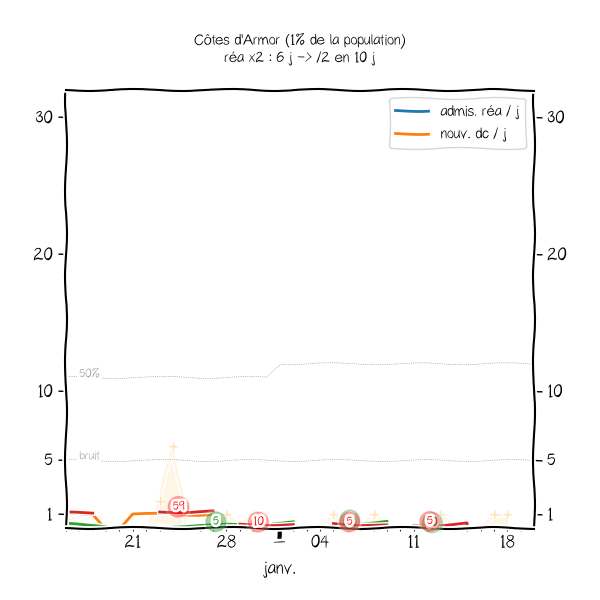 Côtes d'Armor (1% de la population)
réa x2 : 6 j -> /2 en 10 j
admis. réa / j
nouv. dc / j
30 30
20 20
50%
10 10
bruit
5 5
59
1 5 10 5 5 1
21 28 1 04 11 18
janv.